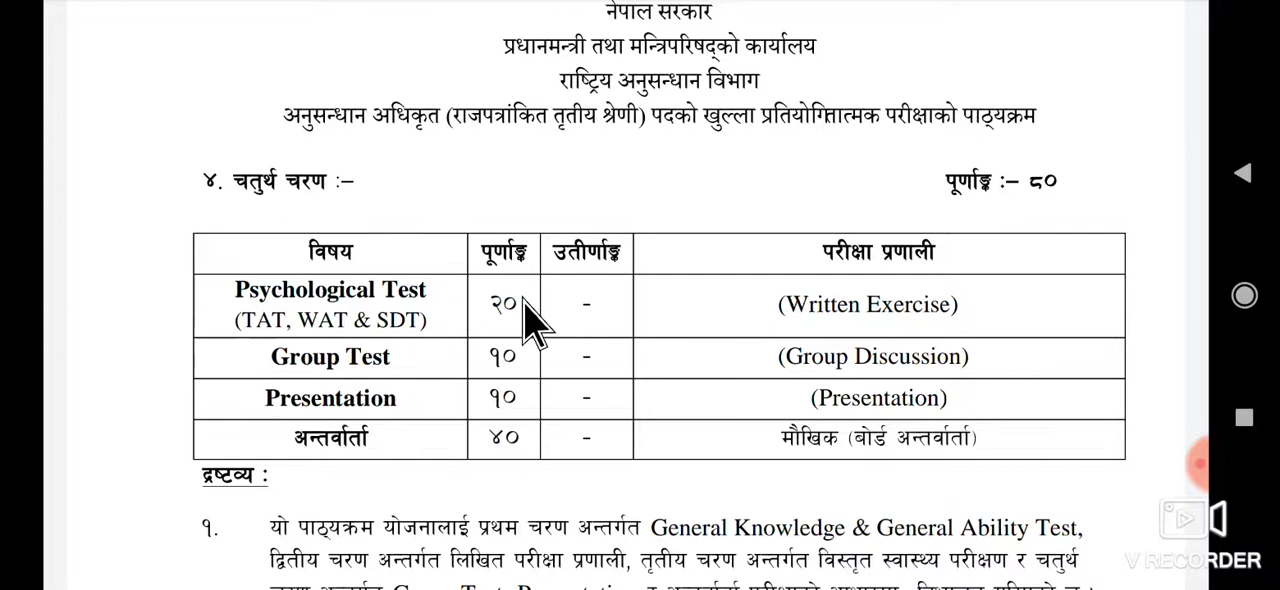 नेपाल सरकार
प्रधानमन्त्री तथा मन्त्रिपरिषद्को कार्यालय
राष्ट्रिय अनुसन्धान विभाग
अनुसन्धान अधिकृत (राजपत्रांकित तृतीय श्रेणी) पदको खुल्ला प्रतियोगितात्मक परीक्षाको पाठ्यक्रम
४. चतुर्थ चरण :– पूर्णाङ्क :– ८०
विषय पूर्णाङ्क उतीर्णाङ्क परीक्षा प्रणाली
Psychological Test
(TAT, WAT & SDT) २० - (Written Exercise)
Group Test १० - (Group Discussion)
Presentation १० - (Presentation)
अन्तर्वार्ता ४० - मौखिक (बोर्ड अन्तर्वार्ता)
द्रष्टव्य :
१. यो पाठ्यक्रम योजनालाई प्रथम चरण अन्तर्गत General Knowledge & General Ability Test,
द्वितीय चरण अन्तर्गत लिखित परीक्षा प्रणाली, तृतीय चरण अन्तर्गत विस्तृत स्वास्थ्य परीक्षण र चतुर्थ
V RECORDER